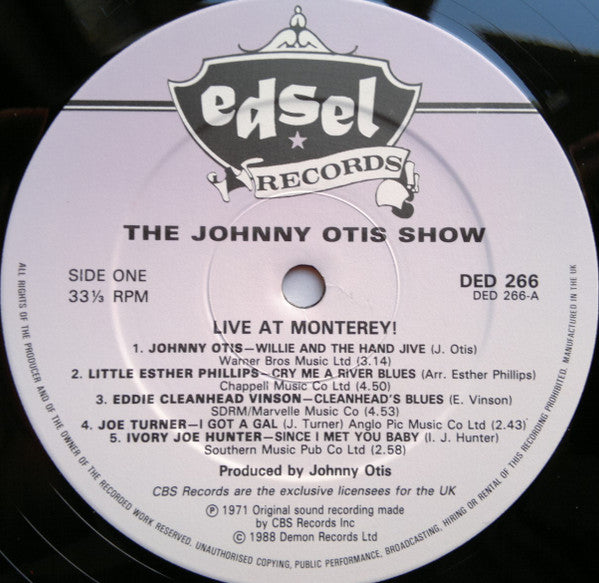 edsel
RECORDS
THE JOHNNY OTIS SHOW
SIDE ONE
33⅓ RPM
DED 266
DED 266-A
LIVE AT MONTEREY!
1. JOHNNY OTIS—WILLIE AND THE HAND JIVE (J. Otis)
Warner Bros Music Ltd (3.14)
2. LITTLE ESTHER PHILLIPS—CRY ME A RIVER BLUES (Arr. Esther Phillips)
Chappell Music Co Ltd (4.50)
3. EDDIE CLEANHEAD VINSON—CLEANHEAD'S BLUES (E. Vinson)
SDRM/Marvelle Music Co (4.53)
4. JOE TURNER—I GOT A GAL (J. Turner) Anglo Pic Music Co Ltd (2.43)
5. IVORY JOE HUNTER—SINCE I MET YOU BABY (I. J. Hunter)
Southern Music Pub Co Ltd (2.58)
Produced by Johnny Otis
CBS Records are the exclusive licensees for the UK
℗ 1971 Original sound recording made
by CBS Records Inc
© 1988 Demon Records Ltd
ALL RIGHTS OF THE PRODUCER AND OF THE OWNER OF THE RECORDED WORK RESERVED. UNAUTHORISED COPYING, PUBLIC PERFORMANCE, BROADCASTING, HIRING OR RENTAL OF THIS RECORDING PROHIBITED. MANUFACTURED IN THE UK